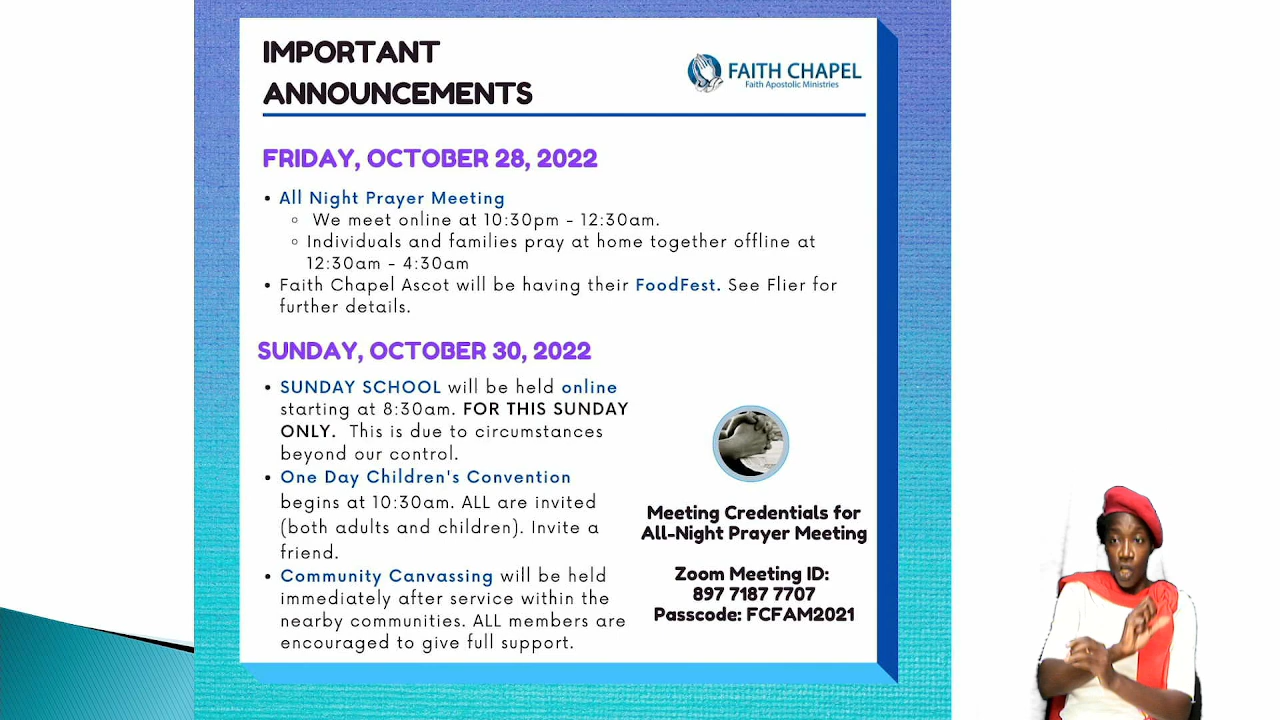 IMPORTANT
ANNOUNCEMENTS
FAITH CHAPEL
Faith Apostolic Ministries
FRIDAY, OCTOBER 28, 2022
• All Night Prayer Meeting
◦ We meet online at 10:30pm - 12:30am.
◦ Individuals and families pray at home together offline at
12:30am - 4:30am
• Faith Chapel Ascot will be having their FoodFest. See Flier for
further details.
SUNDAY, OCTOBER 30, 2022
• SUNDAY SCHOOL will be held online
starting at 8:30am. FOR THIS SUNDAY
ONLY. This is due to circumstances
beyond our control.
• One Day Children's Convention
begins at 10:30am. ALL are invited
(both adults and children). Invite a
friend.
• Community Canvassing will be held
immediately after service within the
nearby communities. ALL members are
encouraged to give full support.
Meeting Credentials for
All-Night Prayer Meeting
Zoom Meeting ID:
897 7187 7707
Passcode: FCFAM2021